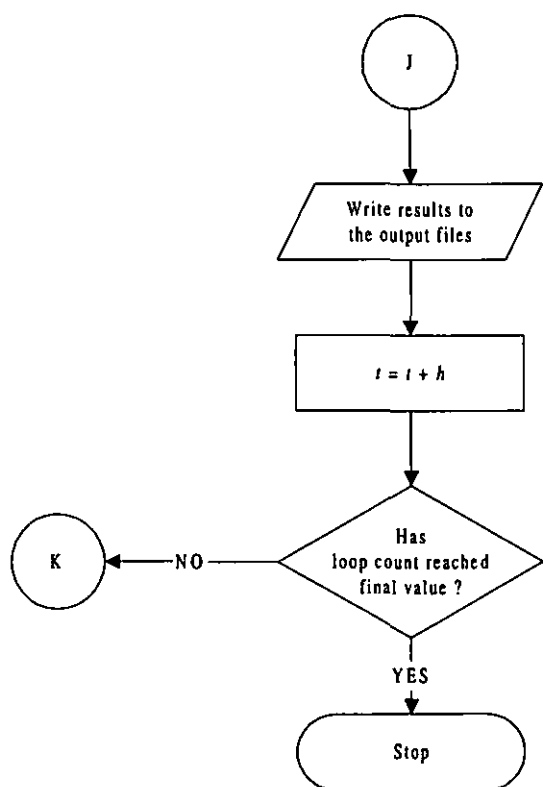 J
Write results to
the output files
t = t + h
Has
loop count reached
final value ?
NO
K
YES
Stop